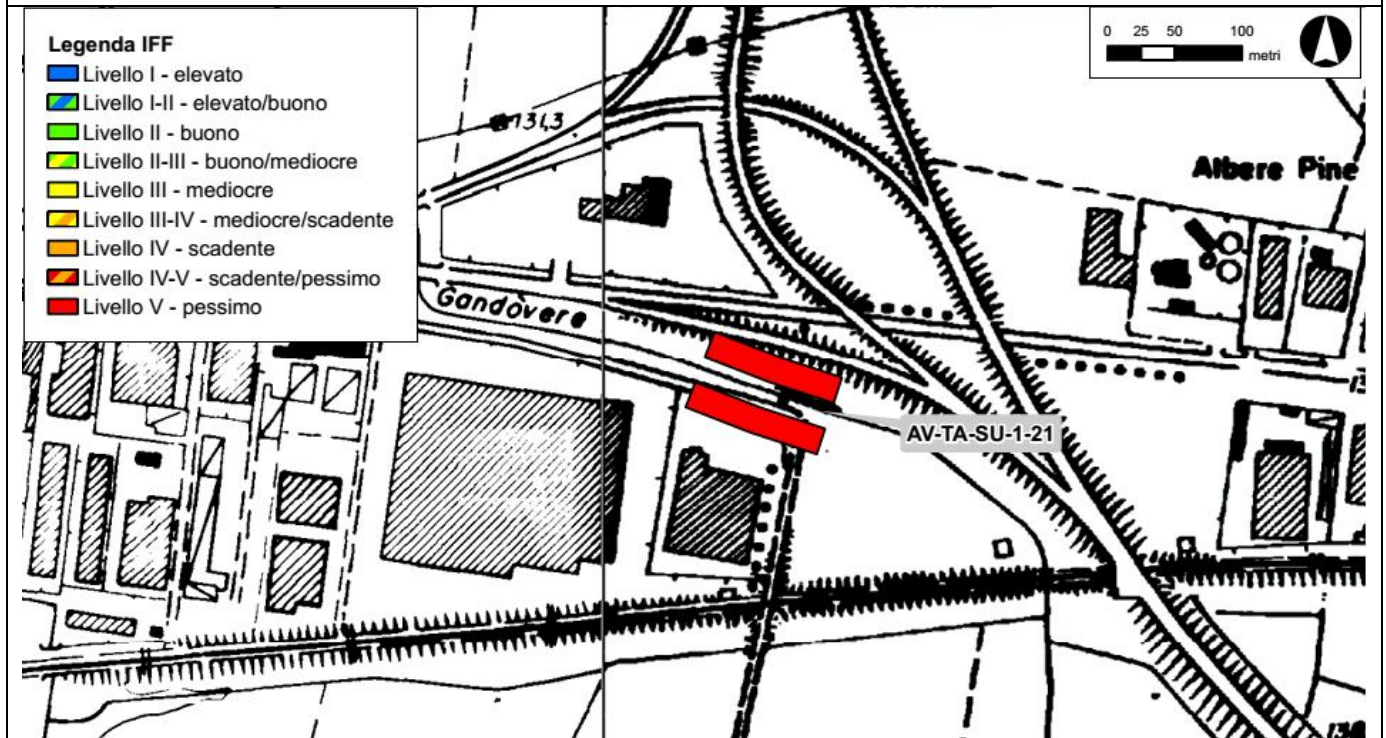 Legenda IFF
Livello I - elevato
Livello I-II - elevato/buono
Livello II - buono
Livello II-III - buono/mediocre
Livello III - mediocre
Livello III-IV - mediocre/scadente
Livello IV - scadente
Livello IV-V - scadente/pessimo
Livello V - pessimo
0 25 50 100
metri
131,3
Albere Pine
Gandòvere
AV-TA-SU-1-21